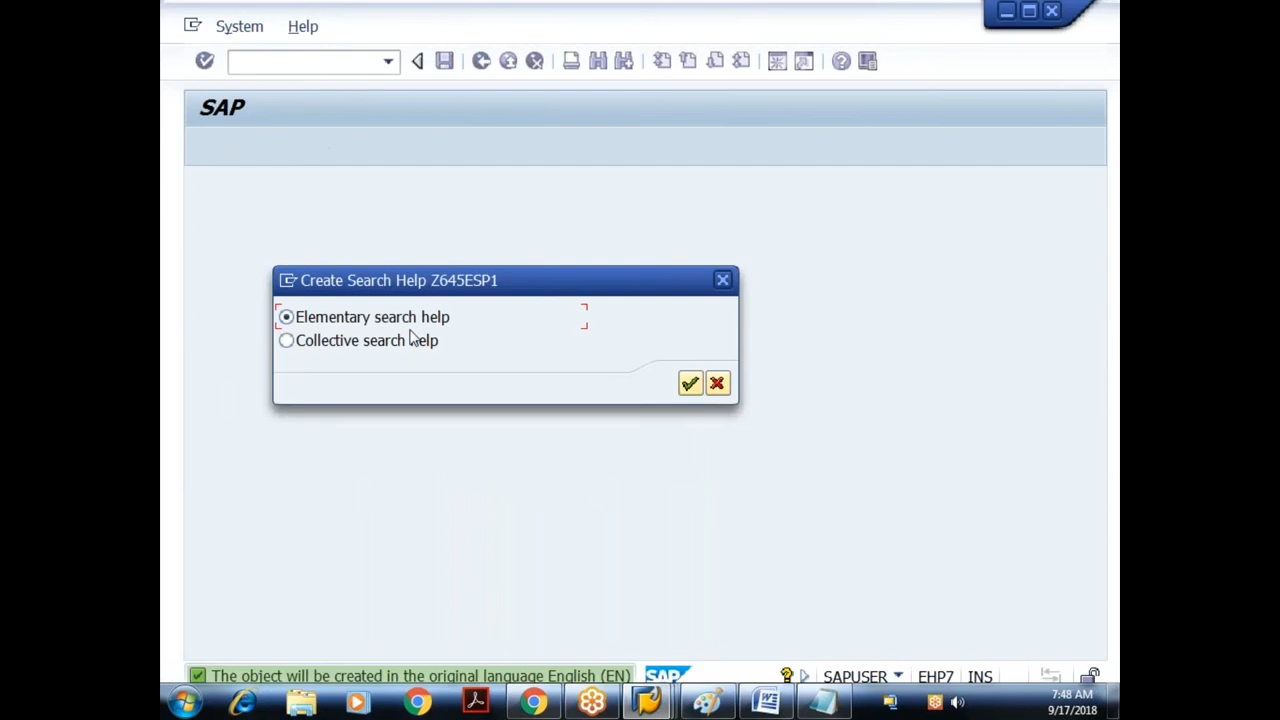 System Help
SAP
Create Search Help Z645ESP1
Elementary search help
Collective search help
The object will be created in the original language English (EN)
SAP
SAPUSER
EHP7
INS
7:48 AM
9/17/2018